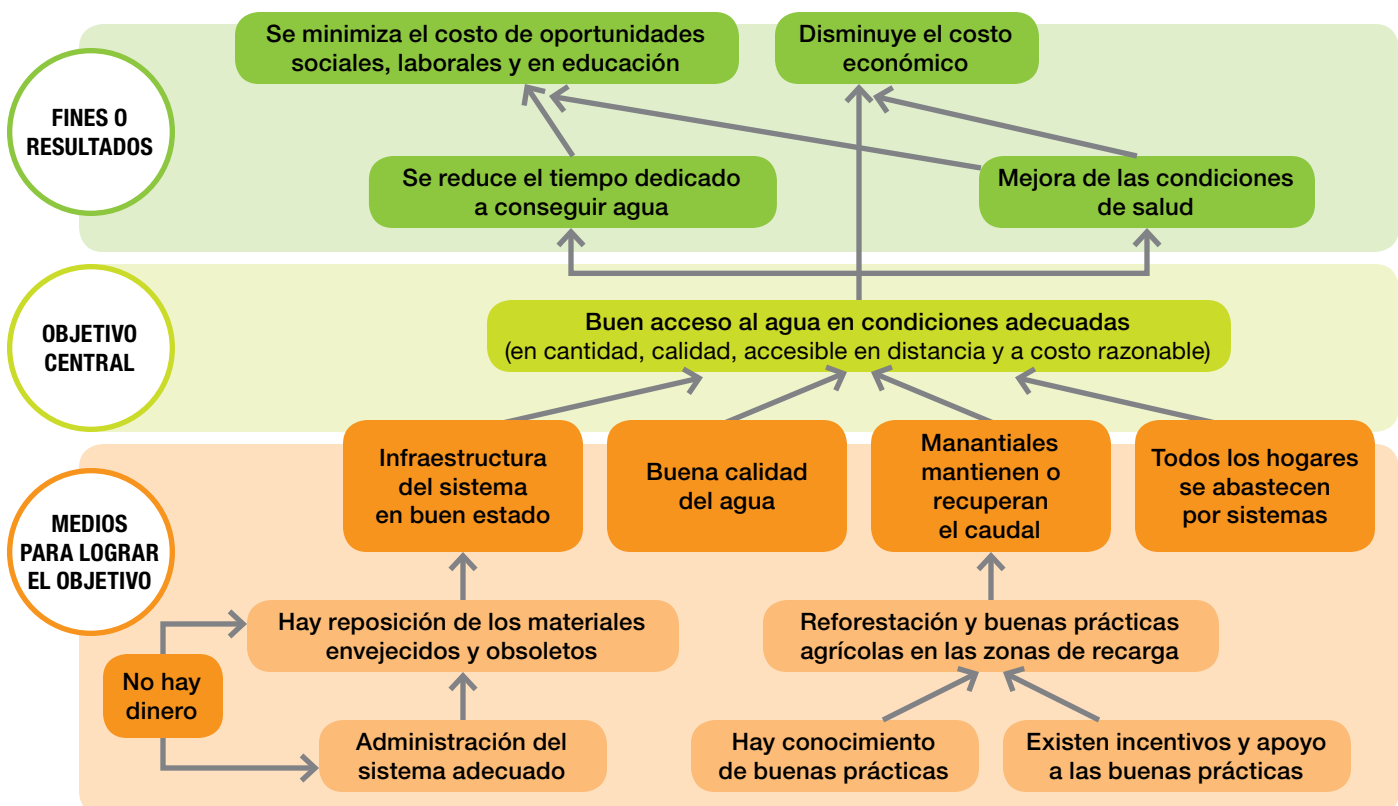 Se minimiza el costo de oportunidades
sociales, laborales y en educación
Disminuye el costo
económico
FINES O
RESULTADOS
Se reduce el tiempo dedicado
a conseguir agua
Mejora de las condiciones
de salud
OBJETIVO
CENTRAL
Buen acceso al agua en condiciones adecuadas
(en cantidad, calidad, accesible en distancia y a costo razonable)
MEDIOS
PARA LOGRAR
EL OBJETIVO
Infraestructura
del sistema
en buen estado
Buena calidad
del agua
Manantiales
mantienen o
recuperan
el caudal
Todos los hogares
se abastecen
por sistemas
Hay reposición de los materiales
envejecidos y obsoletos
Reforestación y buenas prácticas
agrícolas en las zonas de recarga
No hay
dinero
Administración del
sistema adecuado
Hay conocimiento
de buenas prácticas
Existen incentivos y apoyo
a las buenas prácticas